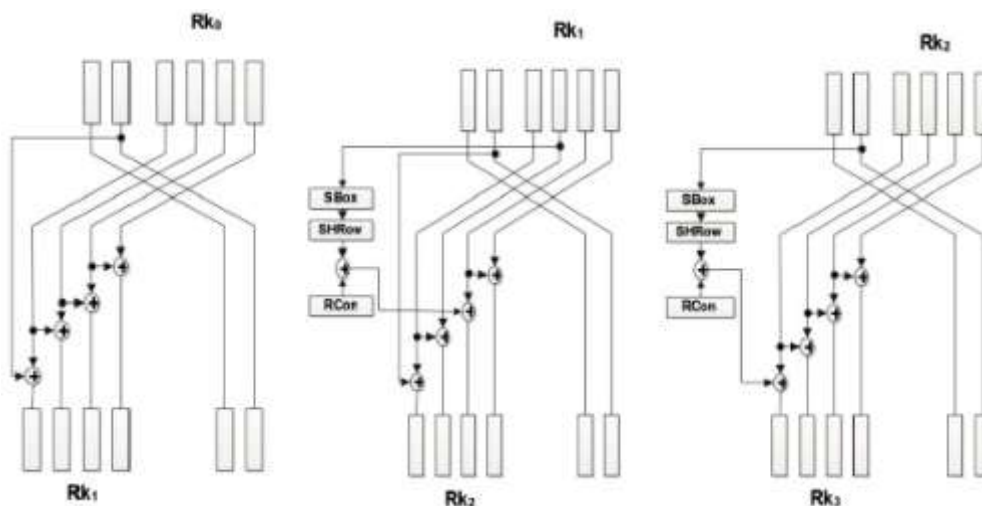 Rk₀
Rk₁
Rk₂
SBox
SHRow
RCon
SBox
SHRow
RCon
Rk₁
Rk₂
Rk₃